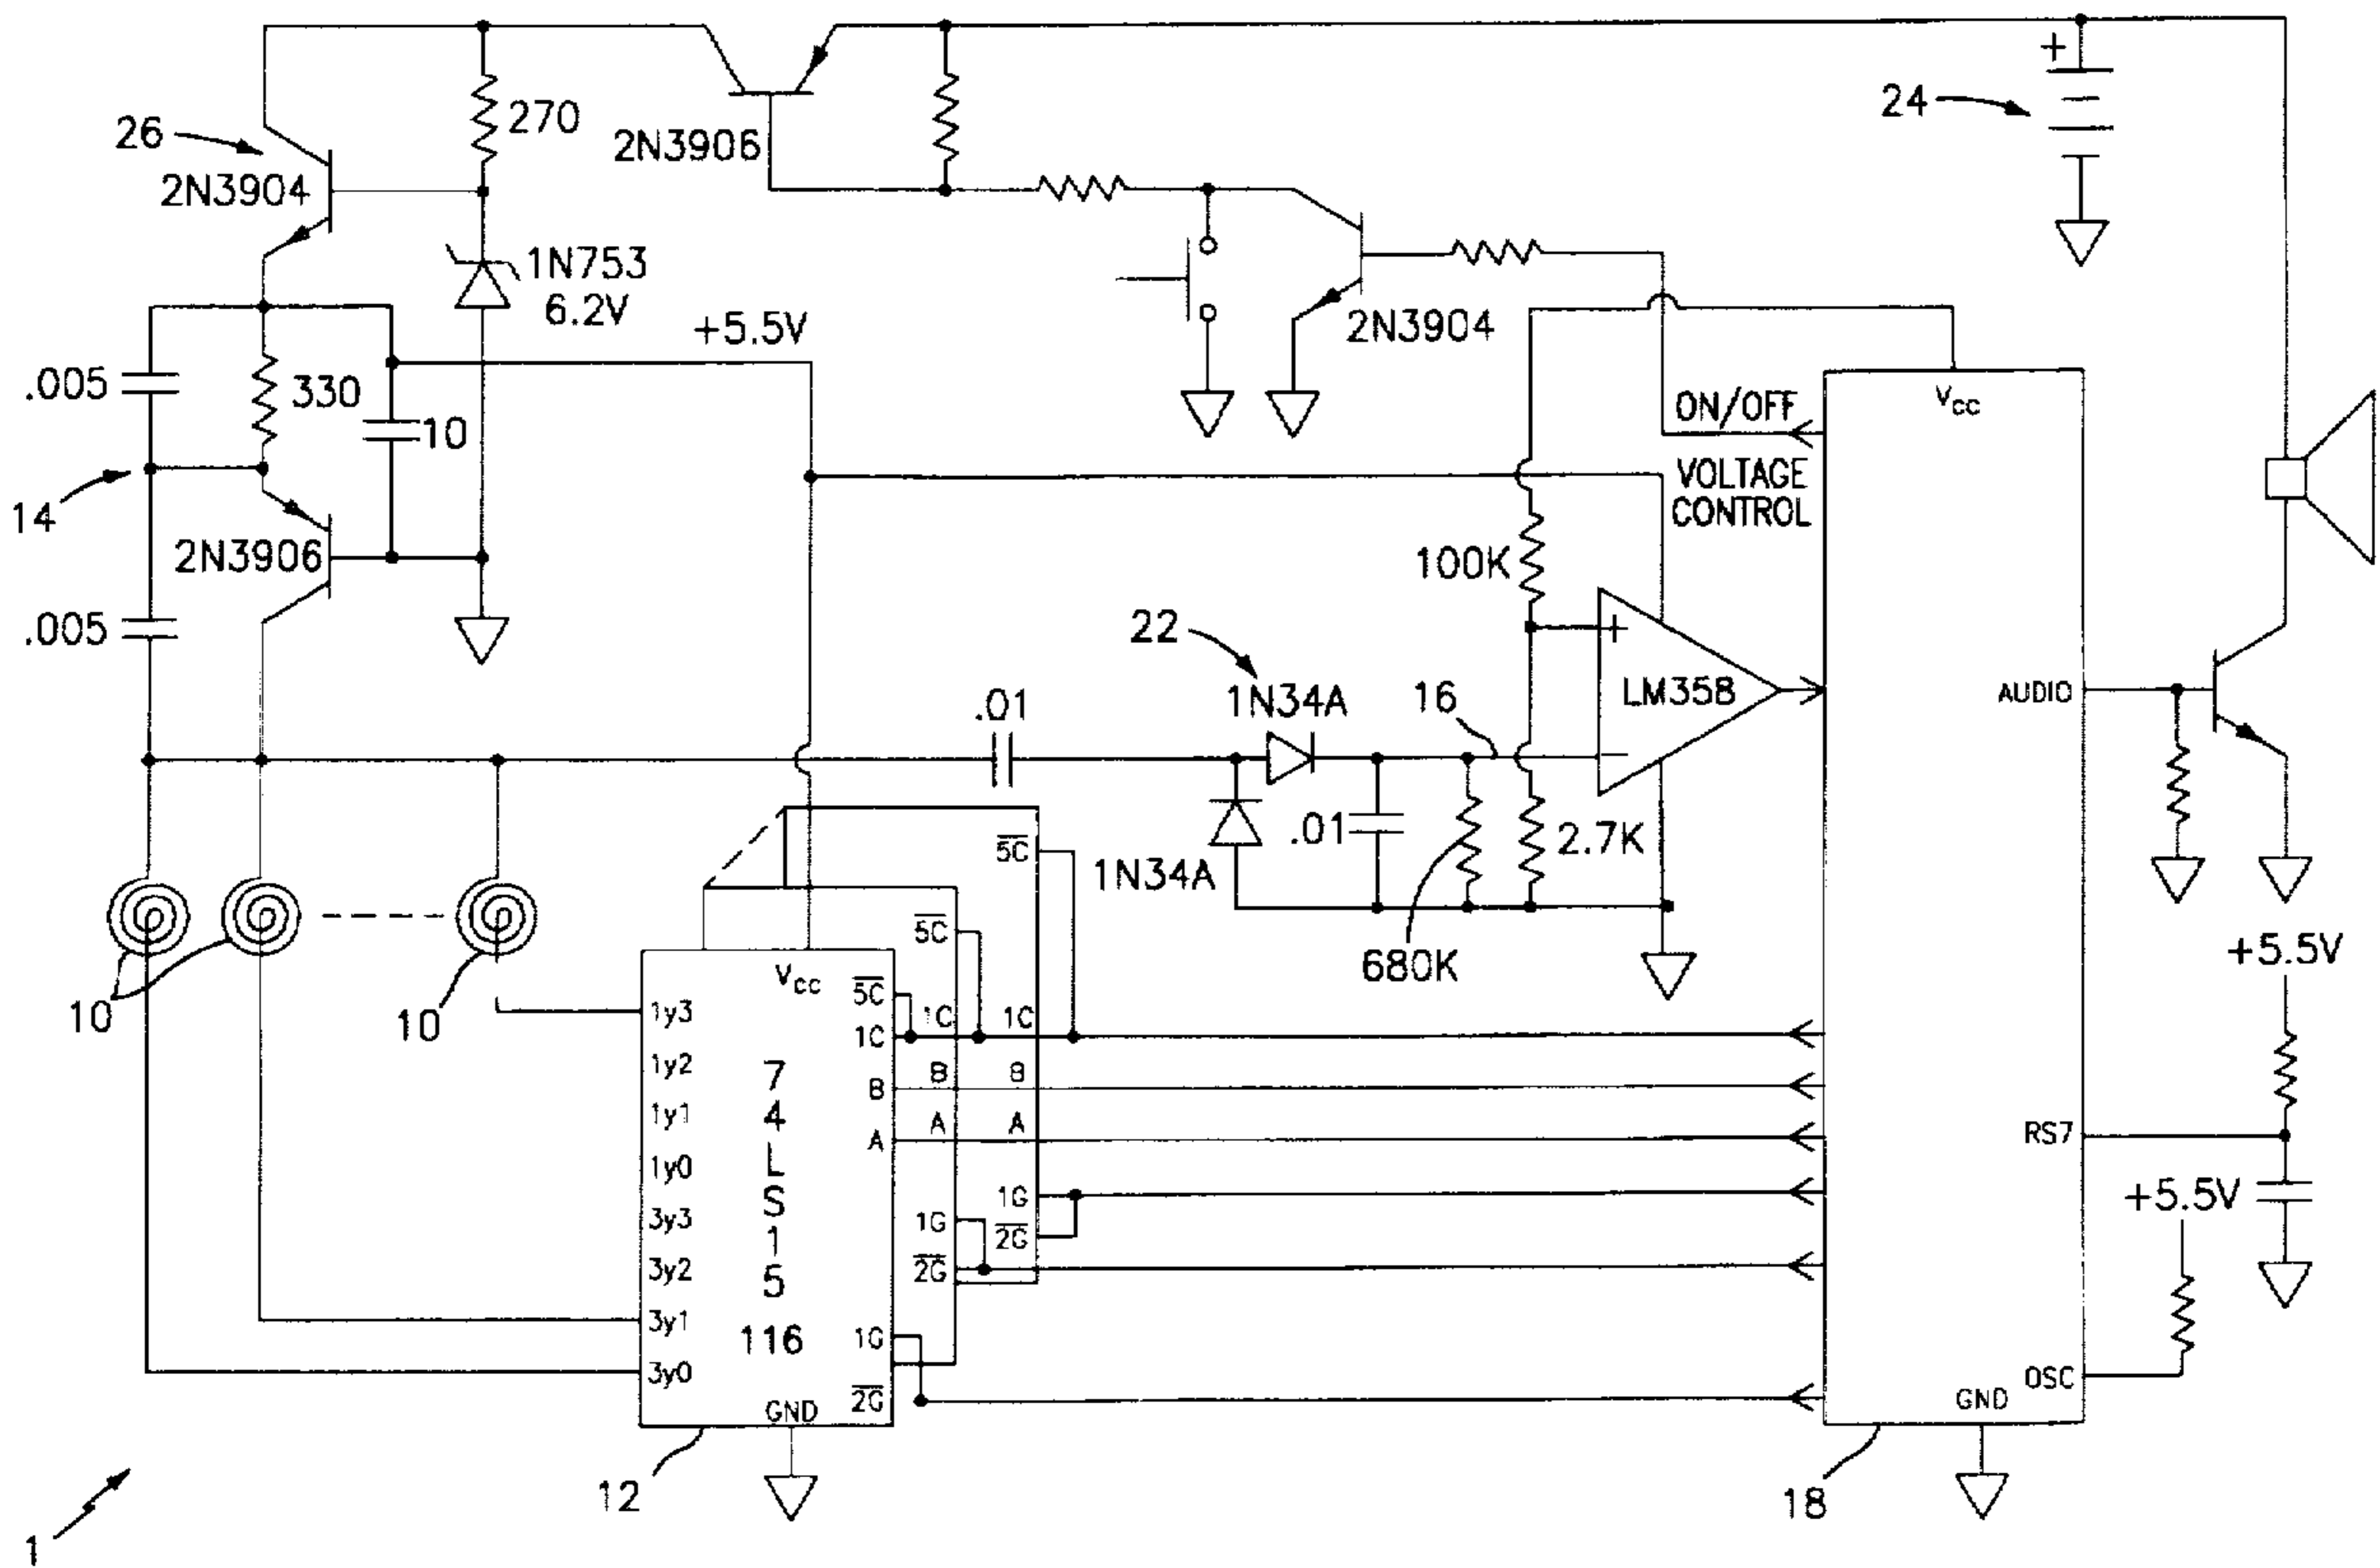 +
24
270
26
2N3906
2N3904
1N753
6.2V
2N3904
+5.5V
.005
330
10
ON/OFF
VCC
VOLTAGE
CONTROL
14
2N3906
100K
.005
22
+
LM358
1N34A
16
.01
AUDIO
−
.01
2.7K
1N34A
5C
5C
680K
+5.5V
VCC
5C
10
10
1y3
1C
1C
1C
1y2
7
B
B
B
1y1
4
A
A
A
RS7
1y0
L
3y3
S
1G
1G
2G
+5.5V
3y2
1
5
2G
3y1
116
1G
3y0
2G
OSC
GND
GND
12
18
1